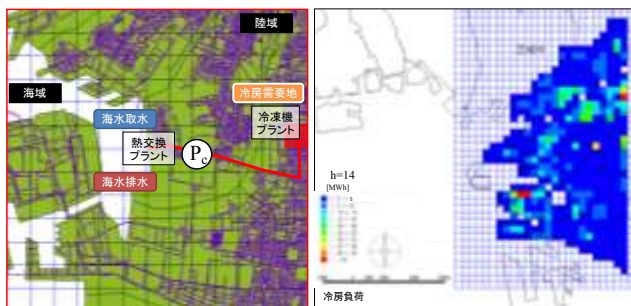 陸域
海域
冷房需要地
海水取水
冷凍機
プラント
熱交換
プラント
Pc
海水排水
h=14
[MWh]
冷房負荷